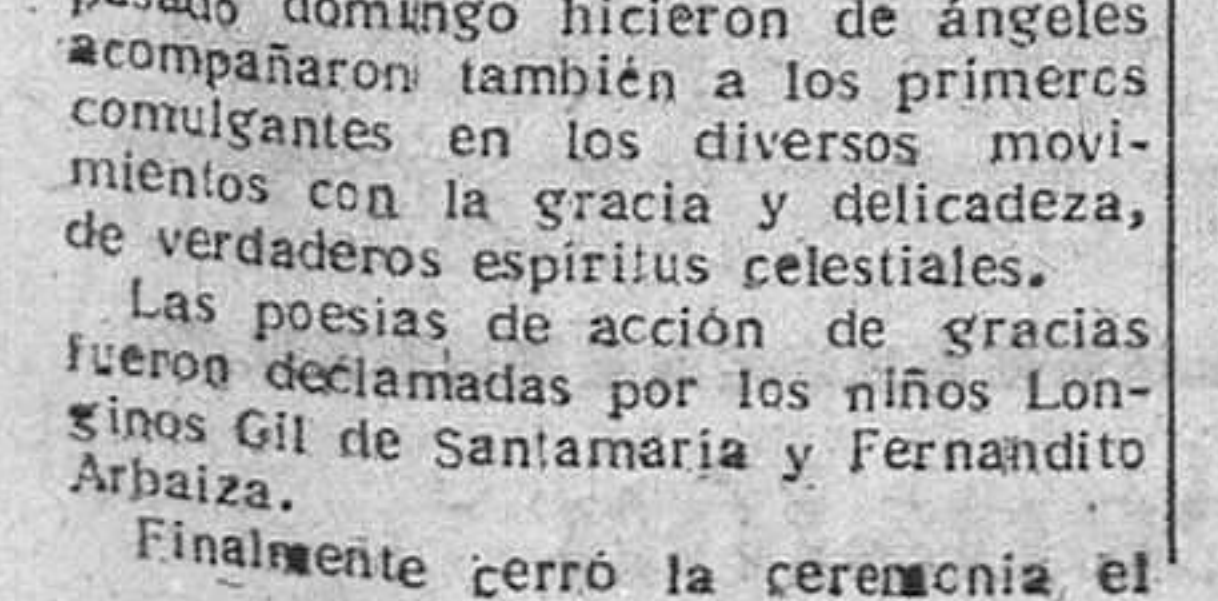 pasado domingo hicieron de ángeles
acompañaron también a los primeros
comulgantes en los diversos movi-
mientos con la gracia y delicadeza,
de verdaderos espíritus celestiales.
Las poesias de acción de gracias
fueron declamadas por los niños Lon-
ginos Gil de Santamaría y Fernandito
Arbaiza.
Finalmente cerró la ceremonia el